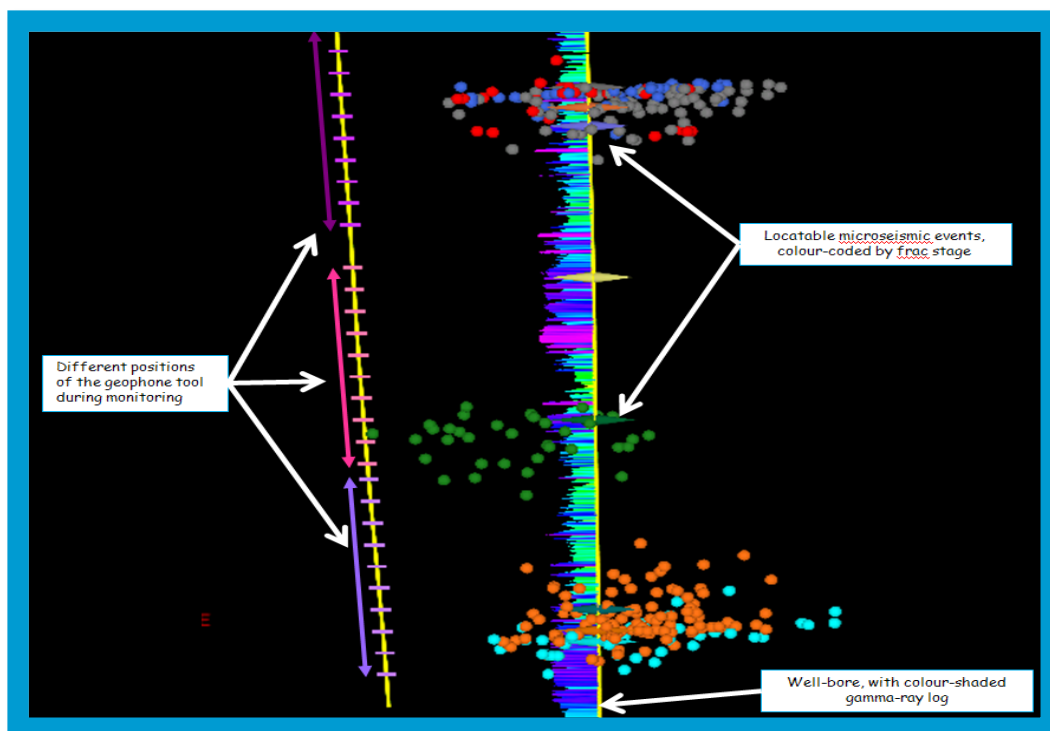 Locatable microseismic events,
colour-coded by frac stage
Different positions
of the geophone tool
during monitoring
Well-bore, with colour-shaded
gamma-ray log